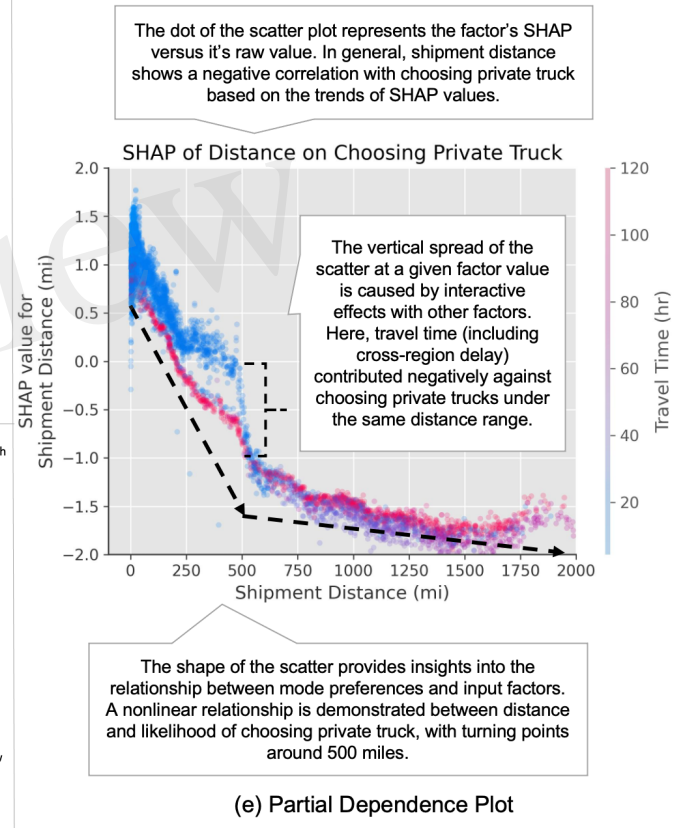 The dot of the scatter plot represents the factor's SHAP
versus it's raw value. In general, shipment distance
shows a negative correlation with choosing private truck
based on the trends of SHAP values.
SHAP of Distance on Choosing Private Truck
2.0
1.5
1.0
0.5
0.0
−0.5
−1.0
−1.5
−2.0
SHAP value for
Shipment Distance (mi)
The vertical spread of the
scatter at a given factor value
is caused by interactive
effects with other factors.
Here, travel time (including
cross-region delay)
contributed negatively against
choosing private trucks under
the same distance range.
120
100
80
60
40
20
Travel Time (hr)
0 250 500 750 1000 1250 1500 1750 2000
Shipment Distance (mi)
The shape of the scatter provides insights into the
relationship between mode preferences and input factors.
A nonlinear relationship is demonstrated between distance
and likelihood of choosing private truck, with turning points
around 500 miles.
(e) Partial Dependence Plot